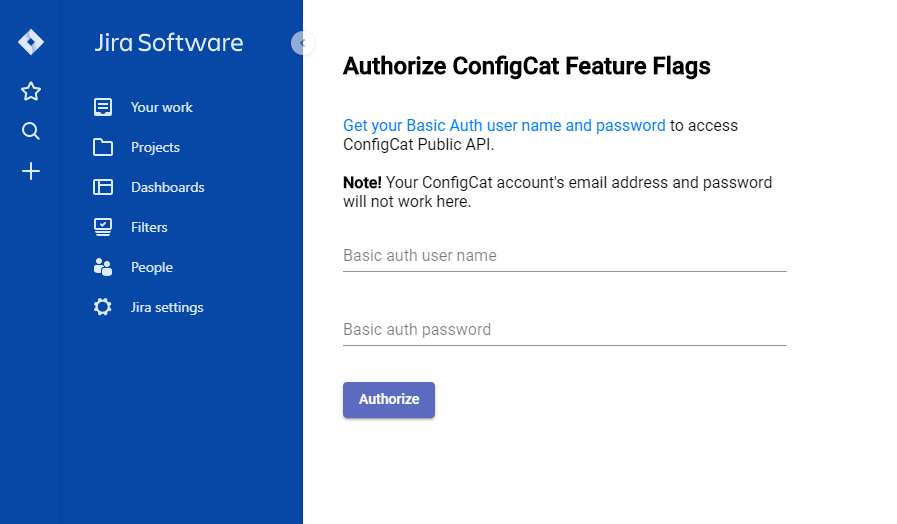 Jira Software
Your work
Projects
Dashboards
Filters
People
Jira settings
Authorize ConfigCat Feature Flags
Get your Basic Auth user name and password to access
ConfigCat Public API.
Note! Your ConfigCat account's email address and password
will not work here.
Basic auth user name
Basic auth password
Authorize